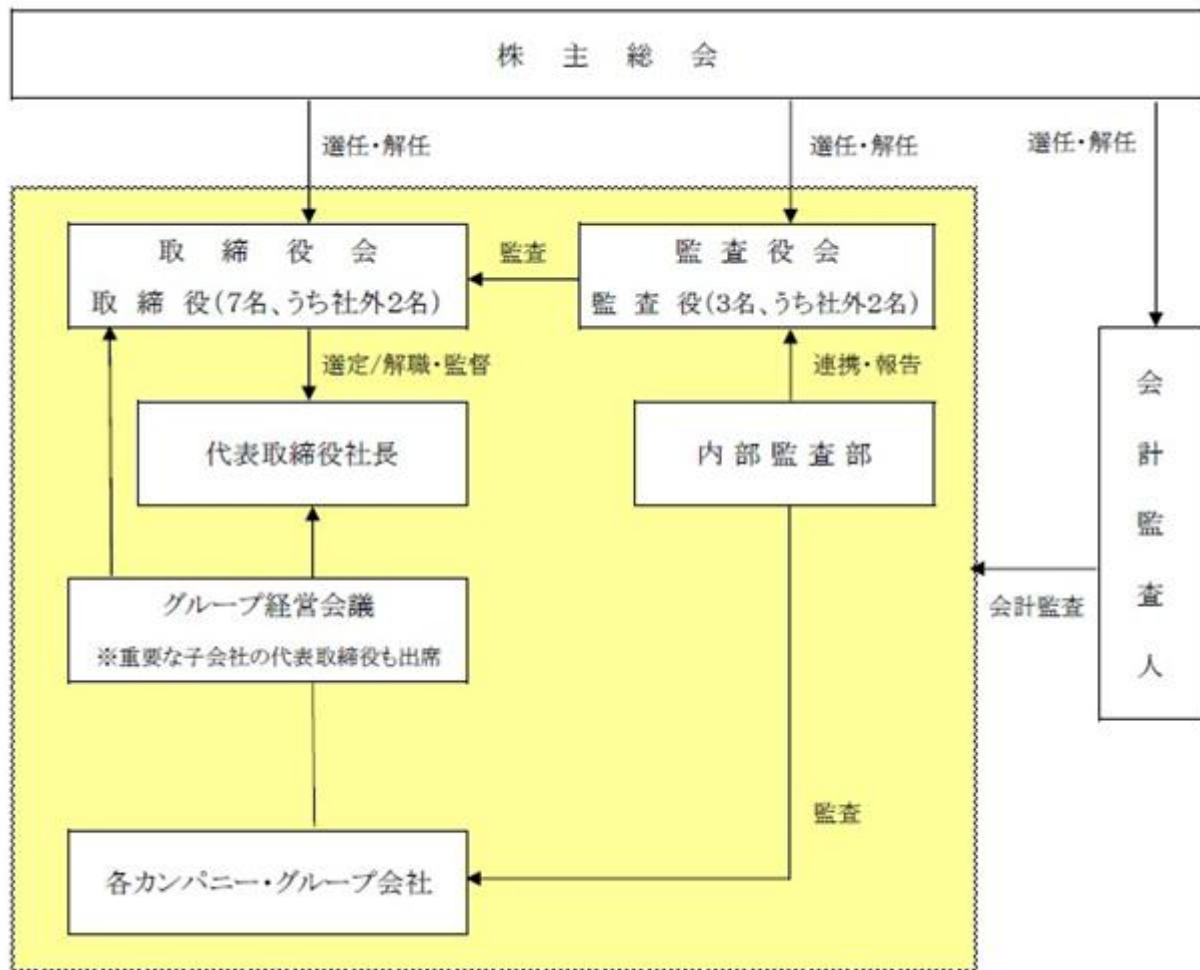 株主総会
選任・解任
選任・解任
選任・解任
取締役会
取締役(7名、うち社外2名)
監査
監査役会
監査役(3名、うち社外2名)
選定/解職・監督
連携・報告
代表取締役社長
内部監査部
会計監査人
グループ経営会議
※重要な子会社の代表取締役も出席
会計監査
監査
各カンパニー・グループ会社